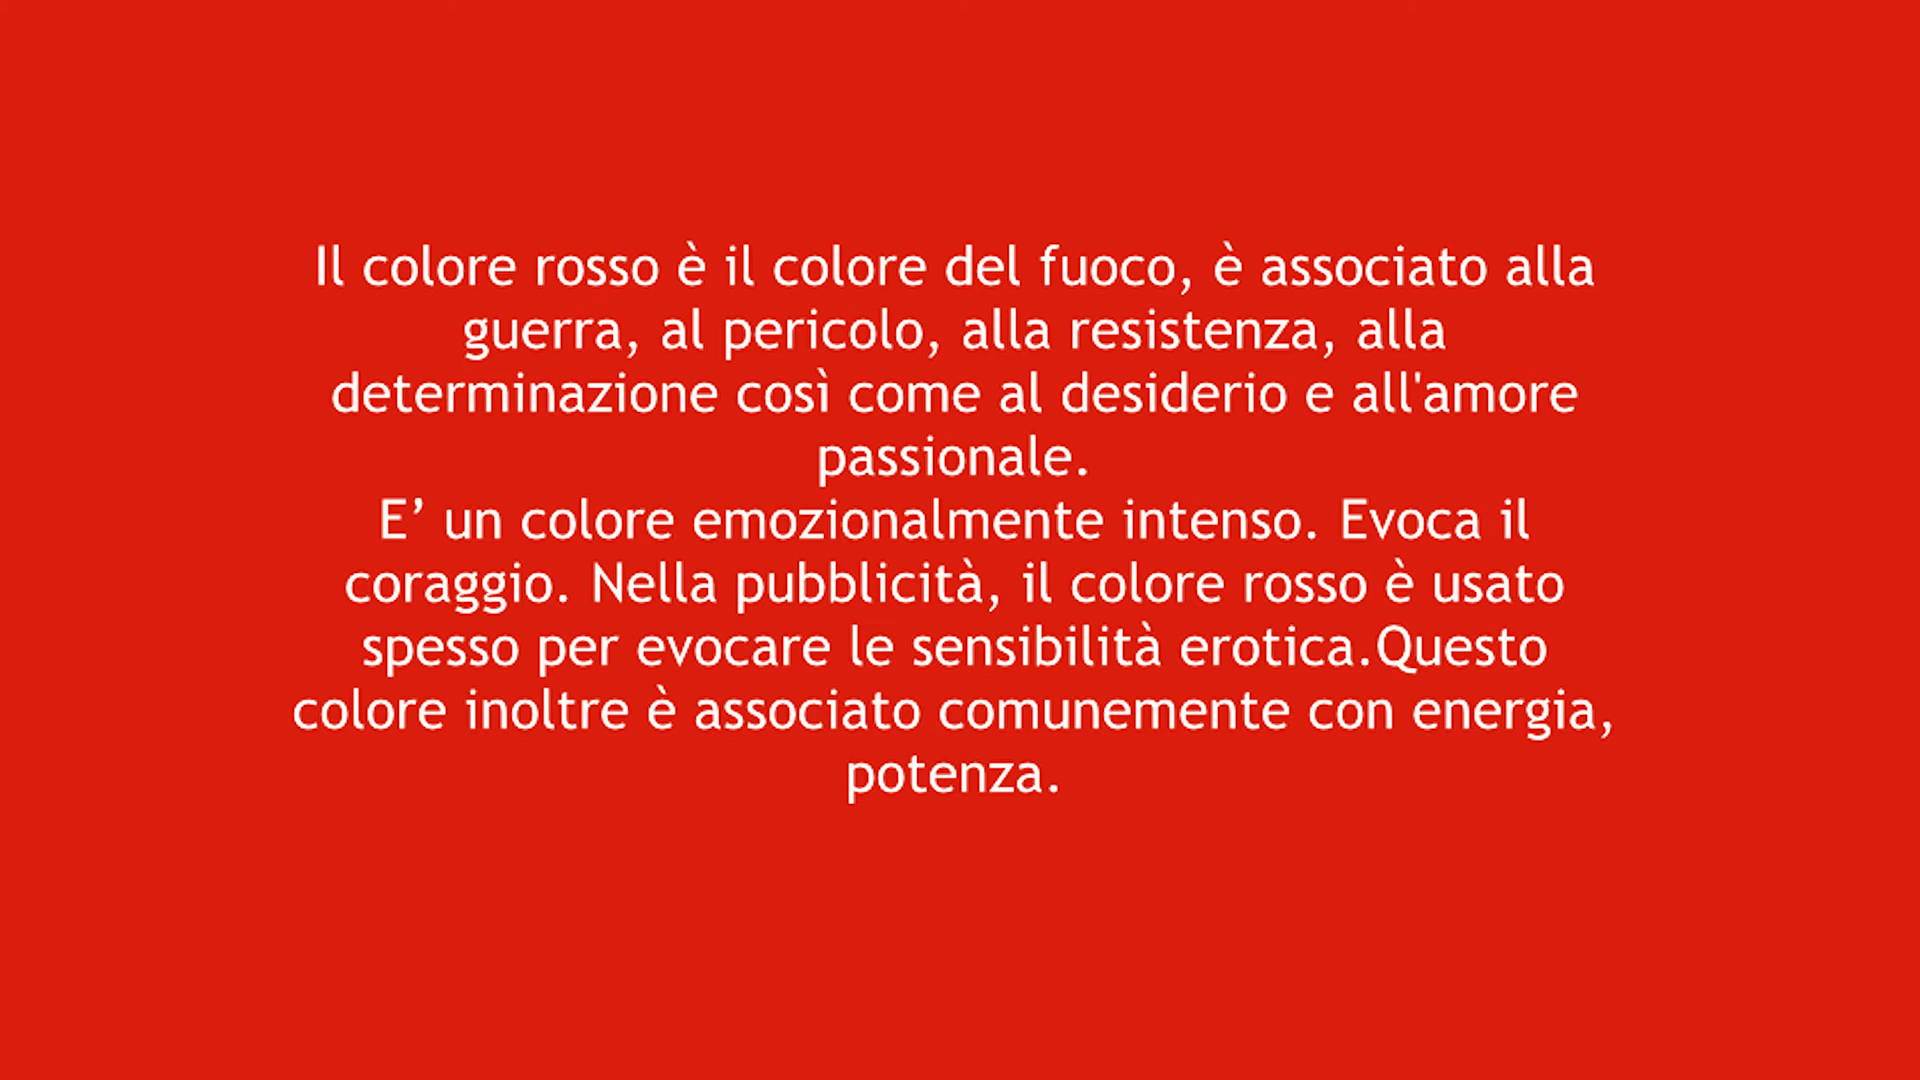 Il colore rosso è il colore del fuoco, è associato alla
guerra, al pericolo, alla resistenza, alla
determinazione così come al desiderio e all'amore
passionale.
E’ un colore emozionalmente intenso. Evoca il
coraggio. Nella pubblicità, il colore rosso è usato
spesso per evocare le sensibilità erotica.Questo
colore inoltre è associato comunemente con energia,
potenza.